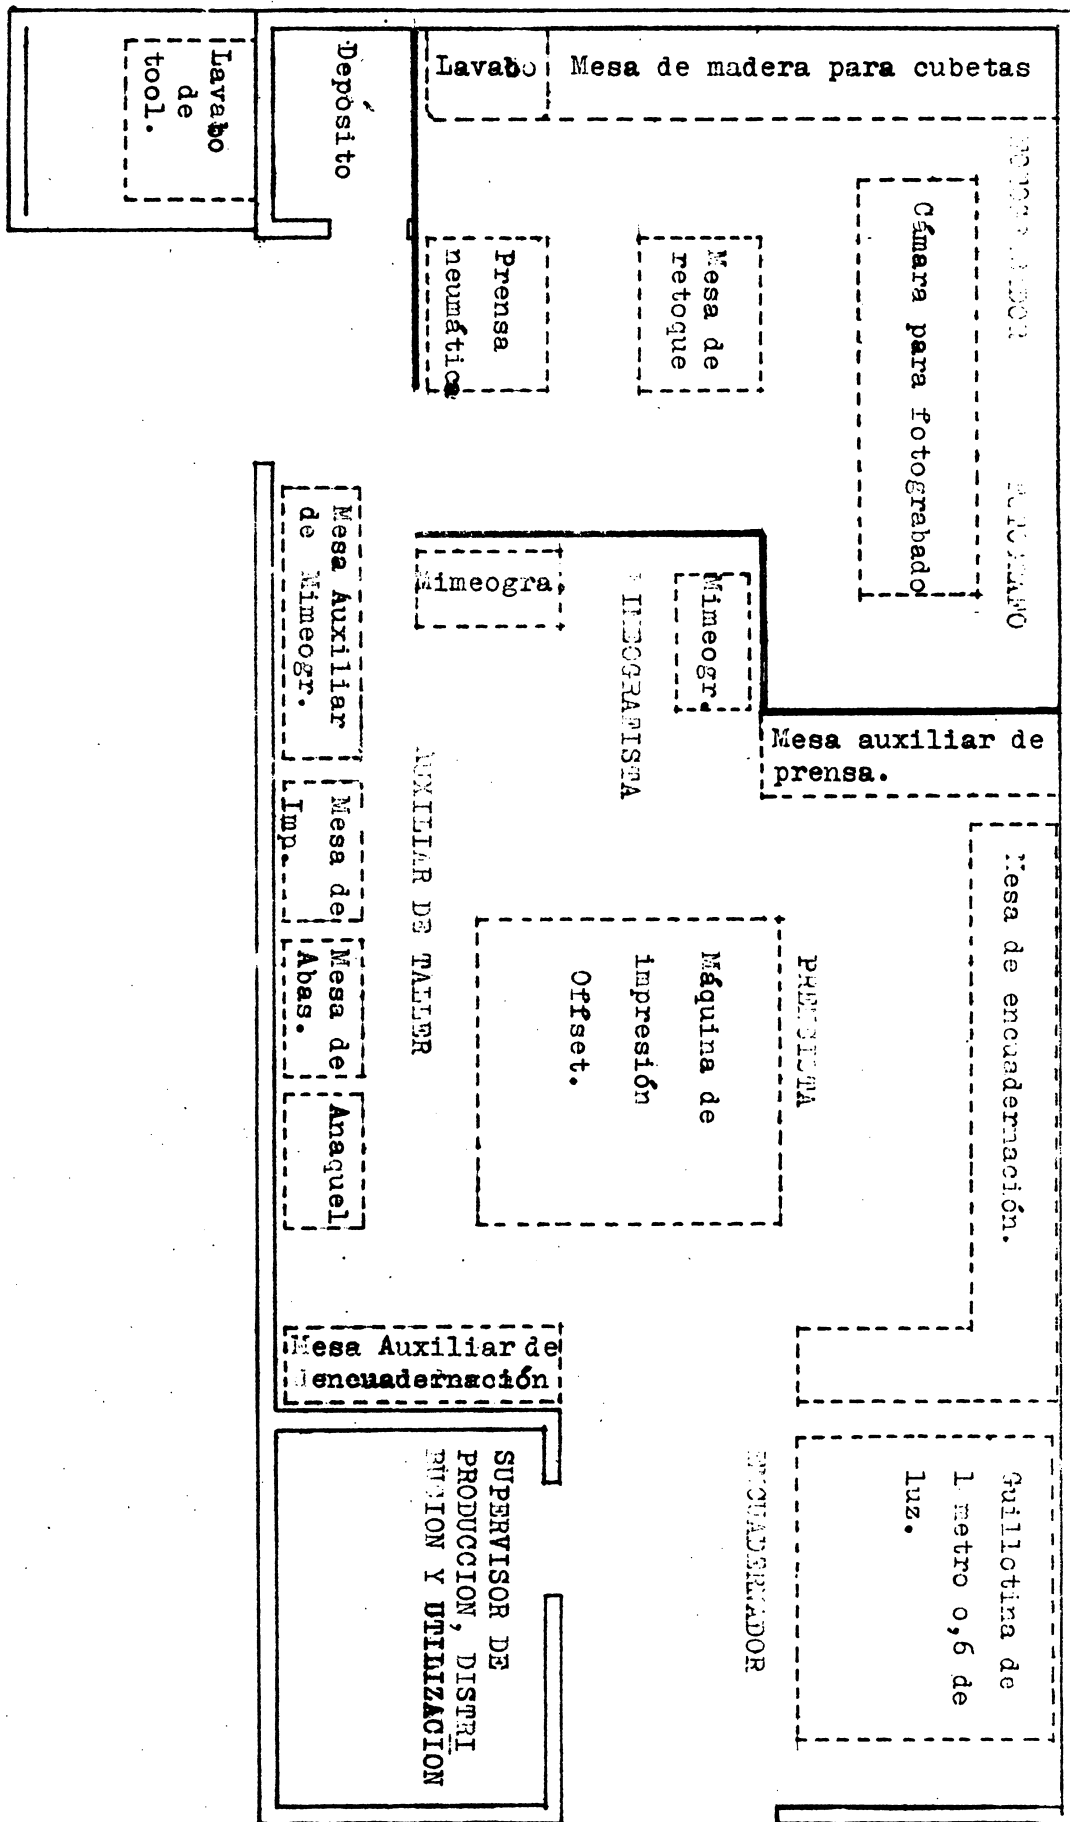 Lavabo
de
tool.
Depósito
Lavabo
Mesa de madera para cubetas
Cámara para fotograbado
Mesa de
retoque
Prensa
neumática
Mesa Auxiliar
de Mimeogr.
Mimeogra.
Mimeogr.
MIMEOGRAFISTA
Mesa auxiliar de
prensa.
Mesa de encuadernación.
AUXILIAR DE TALLER
Mesa de
Imp.
Mesa de
Abas.
Anaquel
Máquina de
impresión
Offset.
PRENSISTA
Mesa Auxiliar de
encuadernación
ENCUADERNADOR
Guillotina de
1 metro 0,6 de
luz.
SUPERVISOR DE
PRODUCCION, DISTRI
BUCION Y UTILIZACION